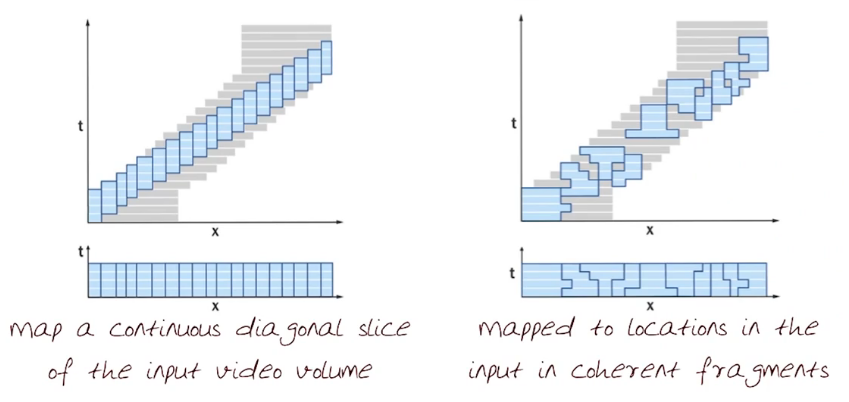 t
x
t
x
map a continuous diagonal slice
of the input video volume
t
x
t
x
mapped to locations in the
input in coherent fragments